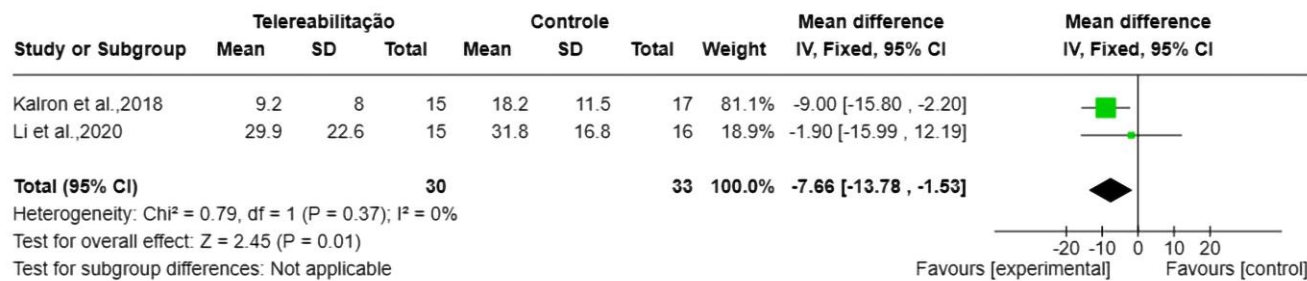 Telereabilitação Controle Mean difference Mean difference
Study or Subgroup Mean SD Total Mean SD Total Weight IV, Fixed, 95% CI IV, Fixed, 95% CI
Kalron et al.,2018 9.2 8 15 18.2 11.5 17 81.1% -9.00 [-15.80 , -2.20]
Li et al.,2020 29.9 22.6 15 31.8 16.8 16 18.9% -1.90 [-15.99 , 12.19]
Total (95% CI) 30 33 100.0% -7.66 [-13.78 , -1.53]
Heterogeneity: Chi² = 0.79, df = 1 (P = 0.37); I² = 0%
Test for overall effect: Z = 2.45 (P = 0.01)
-20 -10 0 10 20
Test for subgroup differences: Not applicable
Favours [experimental] Favours [control]